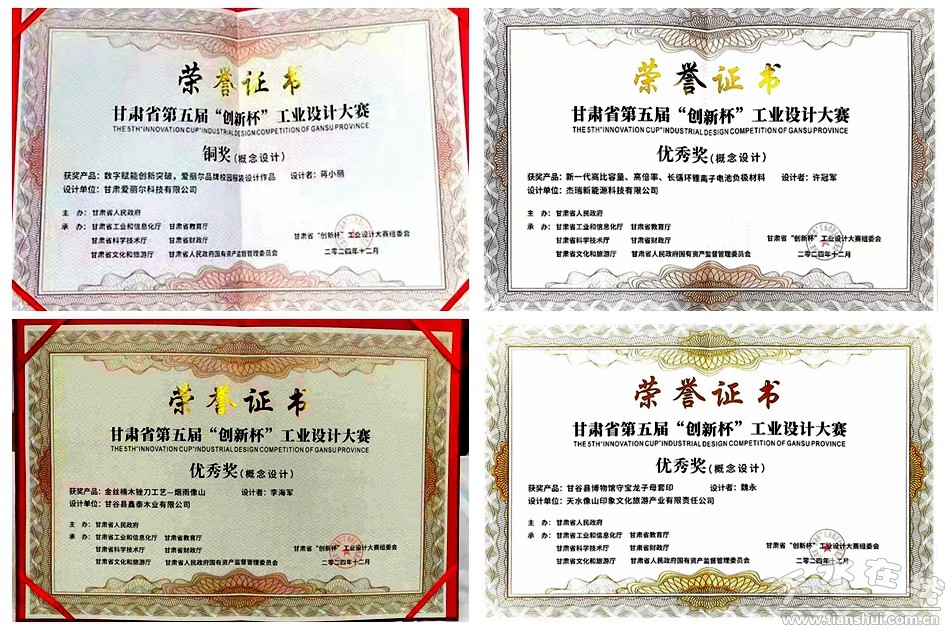 荣誉证书
甘肃省第五届“创新杯”工业设计大赛
THE 5TH"INNOVATION CUP"INDUSTRIAL DESIGN COMPETITION OF GANSU PROVINCE
铜奖(概念设计)
获奖产品：数字赋能创新突破，爱丽尔品牌校园服装设计作品 设计者：蒋小丽
设计单位：甘肃爱丽尔科技有限公司
主 办：甘肃省人民政府
承 办：甘肃省工业和信息化厅 甘肃省教育厅
甘肃省科学技术厅 甘肃省财政厅
甘肃省文化和旅游厅 甘肃省人民政府国有资产监督管理委员会
甘肃省“创新杯”工业设计大赛组委会
二零二四年十二月
荣誉证书
甘肃省第五届“创新杯”工业设计大赛
THE 5TH"INNOVATION CUP"INDUSTRIAL DESIGN COMPETITION OF GANSU PROVINCE
优秀奖(概念设计)
获奖产品：新一代高比容量、高倍率、长循环锂离子电池负极材料 设计者：许冠军
设计单位：杰瑞新能源科技有限公司
主 办：甘肃省人民政府
承 办：甘肃省工业和信息化厅 甘肃省教育厅
甘肃省科学技术厅 甘肃省财政厅
甘肃省文化和旅游厅 甘肃省人民政府国有资产监督管理委员会
甘肃省“创新杯”工业设计大赛组委会
二零二四年十二月
荣誉证书
甘肃省第五届“创新杯”工业设计大赛
THE 5TH"INNOVATION CUP"INDUSTRIAL DESIGN COMPETITION OF GANSU PROVINCE
优秀奖(概念设计)
获奖产品：金丝楠木锉刀工艺—烟雨像山 设计者：李海军
设计单位：甘谷县鑫泰木业有限公司
主 办：甘肃省人民政府
承 办：甘肃省工业和信息化厅 甘肃省教育厅
甘肃省科学技术厅 甘肃省财政厅
甘肃省文化和旅游厅 甘肃省人民政府国有资产监督管理委员会
甘肃省“创新杯”工业设计大赛组委会
二零二四年十二月
荣誉证书
甘肃省第五届“创新杯”工业设计大赛
THE 5TH"INNOVATION CUP"INDUSTRIAL DESIGN COMPETITION OF GANSU PROVINCE
优秀奖(概念设计)
获奖产品：甘谷县博物馆守宝龙子母套印 设计者：魏永
设计单位：天水像山印象文化旅游产业有限责任公司
主 办：甘肃省人民政府
承 办：甘肃省工业和信息化厅 甘肃省教育厅
甘肃省科学技术厅 甘肃省财政厅
甘肃省文化和旅游厅 甘肃省人民政府国有资产监督管理委员会
甘肃省“创新杯”工业设计大赛组委会
二零二四年十二月
天水在线
www.tianshui.com.cn